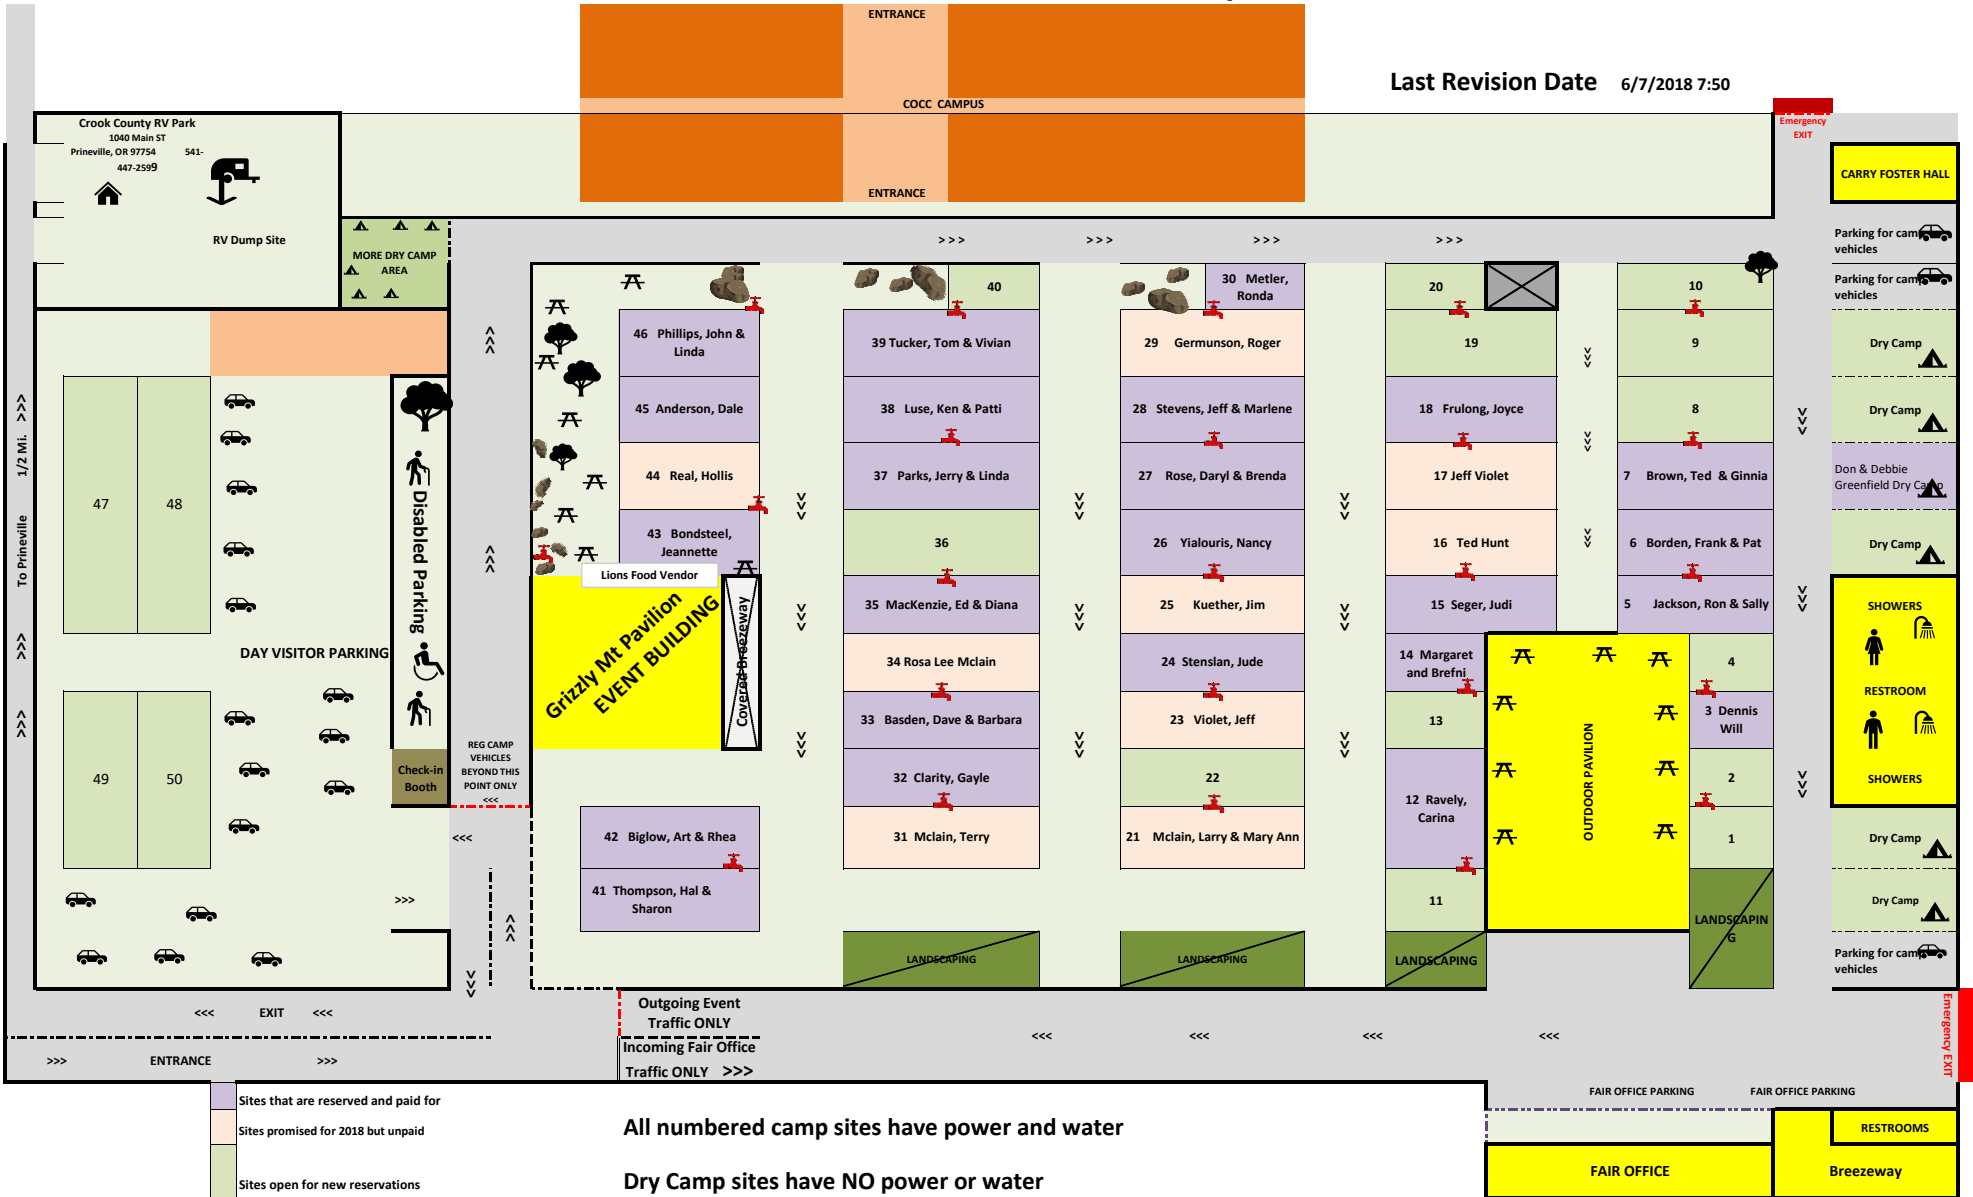 ENTRANCE
Last Revision Date 6/7/2018 7:50
COCC CAMPUS
Emergency
EXIT
Crook County RV Park
1040 Main ST
Prineville, OR 97754 541-
447-2599
CARRY FOSTER HALL
ENTRANCE
RV Dump Site
MORE DRY CAMP
AREA
>>> >>> >>> >>>
Parking for camp
vehicles
Parking for camp
vehicles
40
30 Metler,
Ronda
20
10
46 Phillips, John &
Linda
39 Tucker, Tom & Vivian
29 Germunson, Roger
19
9
Dry Camp
45 Anderson, Dale
38 Luse, Ken & Patti
28 Stevens, Jeff & Marlene
18 Frulong, Joyce
8
Dry Camp
44 Real, Hollis
37 Parks, Jerry & Linda
27 Rose, Daryl & Brenda
17 Jeff Violet
7 Brown, Ted & Ginnia
Don & Debbie
Greenfield Dry Camp
43 Bondsteel,
Jeannette
36
26 Yialouris, Nancy
16 Ted Hunt
6 Borden, Frank & Pat
Dry Camp
Lions Food Vendor
35 MacKenzie, Ed & Diana
25 Kuether, Jim
15 Seger, Judi
5 Jackson, Ron & Sally
34 Rosa Lee Mclain
24 Stenslan, Jude
14 Margaret
and Brefni
4
33 Basden, Dave & Barbara
23 Violet, Jeff
13
3 Dennis
Will
32 Clarity, Gayle
22
12 Ravely,
Carina
2
42 Biglow, Art & Rhea
31 Mclain, Terry
21 Mclain, Larry & Mary Ann
1
41 Thompson, Hal &
Sharon
11
SHOWERS
RESTROOM
SHOWERS
Dry Camp
Dry Camp
Parking for camp
vehicles
Grizzly Mt Pavilion
EVENT BUILDING
Covered Breezeway
OUTDOOR PAVILION
LANDSCAPING
LANDSCAPING
LANDSCAPING
LANDSCAPIN
G
<<< 1/2 Mi.
To Prineville
<<<
<<<
47
48
49
50
DAY VISITOR PARKING
Disabled Parking
Check-in
Booth
REG CAMP
VEHICLES
BEYOND THIS
POINT ONLY
<<<
<<<
>>>
<<< EXIT <<<
>>> ENTRANCE >>>
Outgoing Event
Traffic ONLY
Incoming Fair Office
Traffic ONLY >>>
<<< <<< <<< <<<
Emergency EXIT
FAIR OFFICE PARKING FAIR OFFICE PARKING
RESTROOMS
FAIR OFFICE
Breezeway
Sites that are reserved and paid for
Sites promised for 2018 but unpaid
Sites open for new reservations
All numbered camp sites have power and water
Dry Camp sites have NO power or water